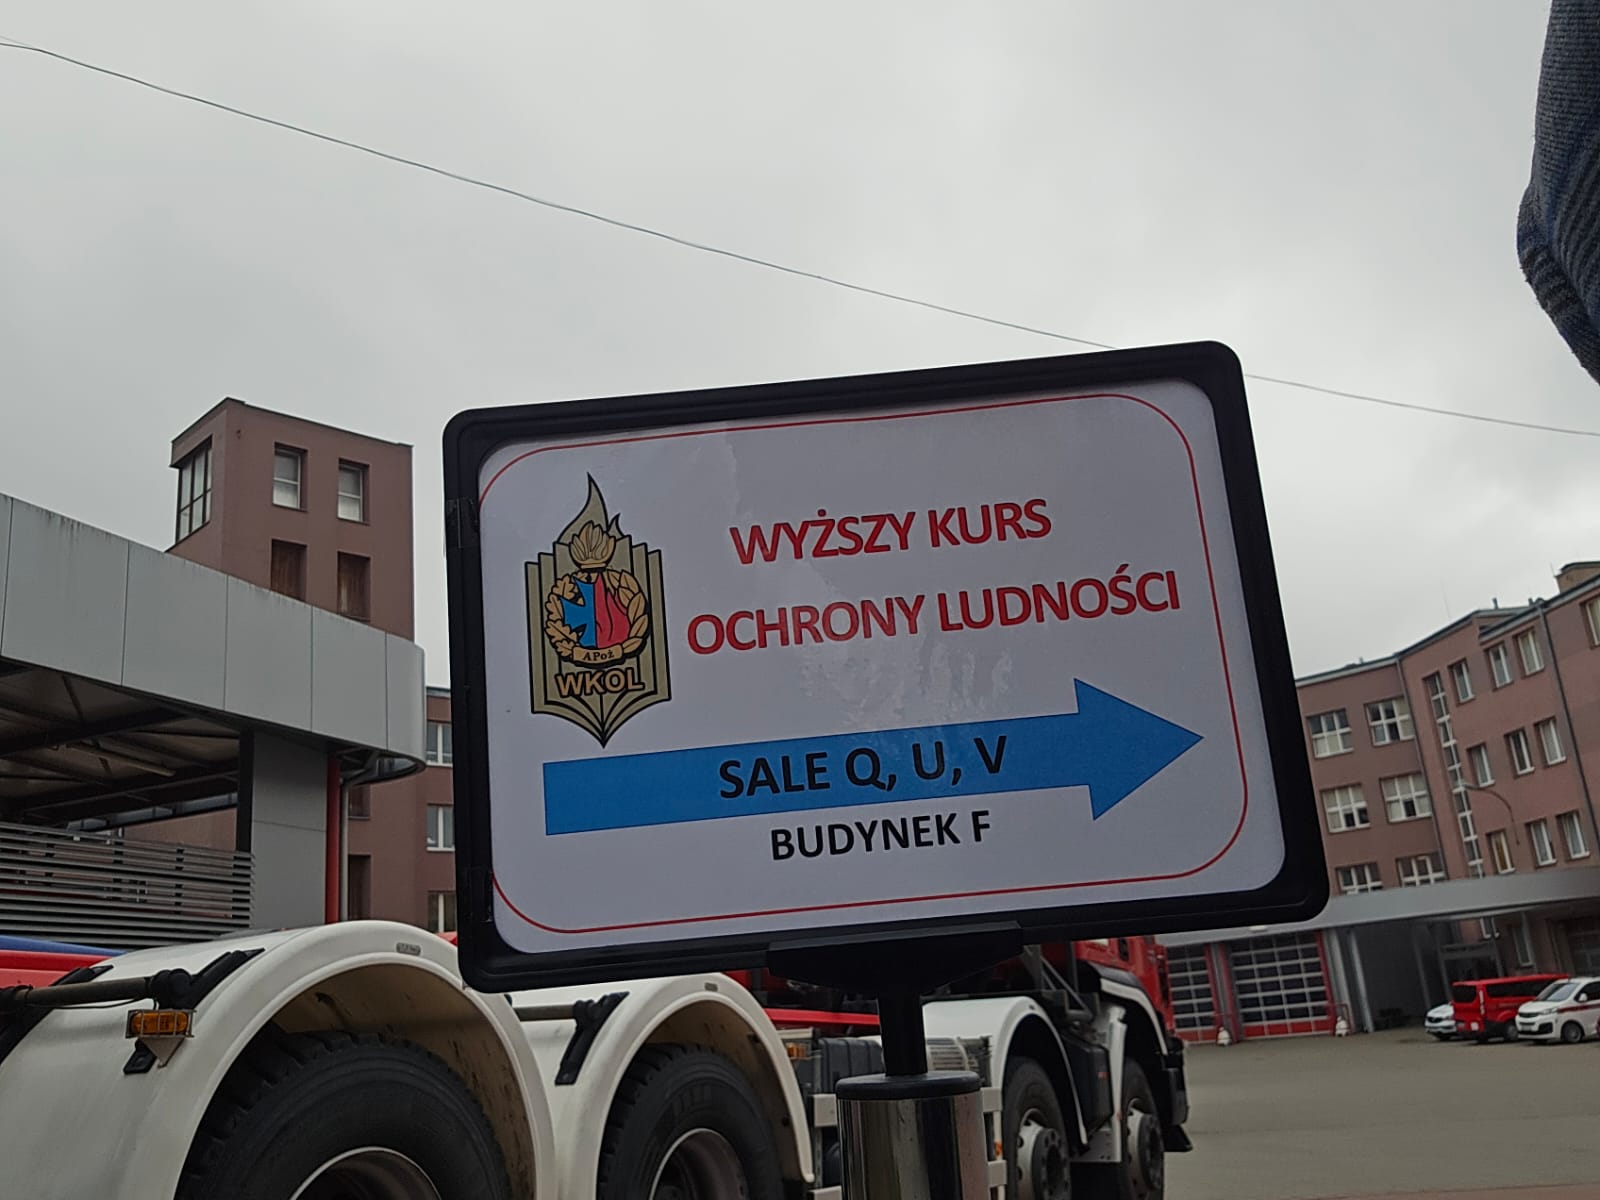 WYŻSZY KURS
OCHRONY LUDNOŚCI
APoż
WKOL
SALE Q, U, V
BUDYNEK F